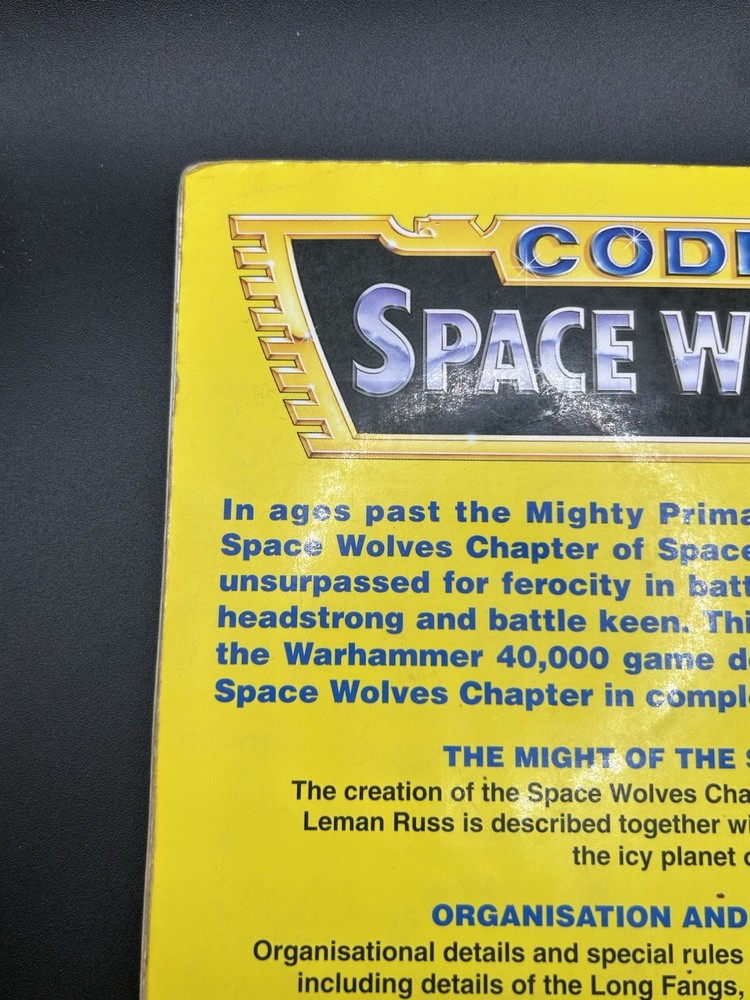 CODE
SPACE W
In ages past the Mighty Prima
Space Wolves Chapter of Space
unsurpassed for ferocity in batt
headstrong and battle keen. Thi
the Warhammer 40,000 game de
Space Wolves Chapter in compl
THE MIGHT OF THE S
The creation of the Space Wolves Cha
Leman Russ is described together wi
the icy planet o
ORGANISATION AND
Organisational details and special rules
including details of the Long Fangs,